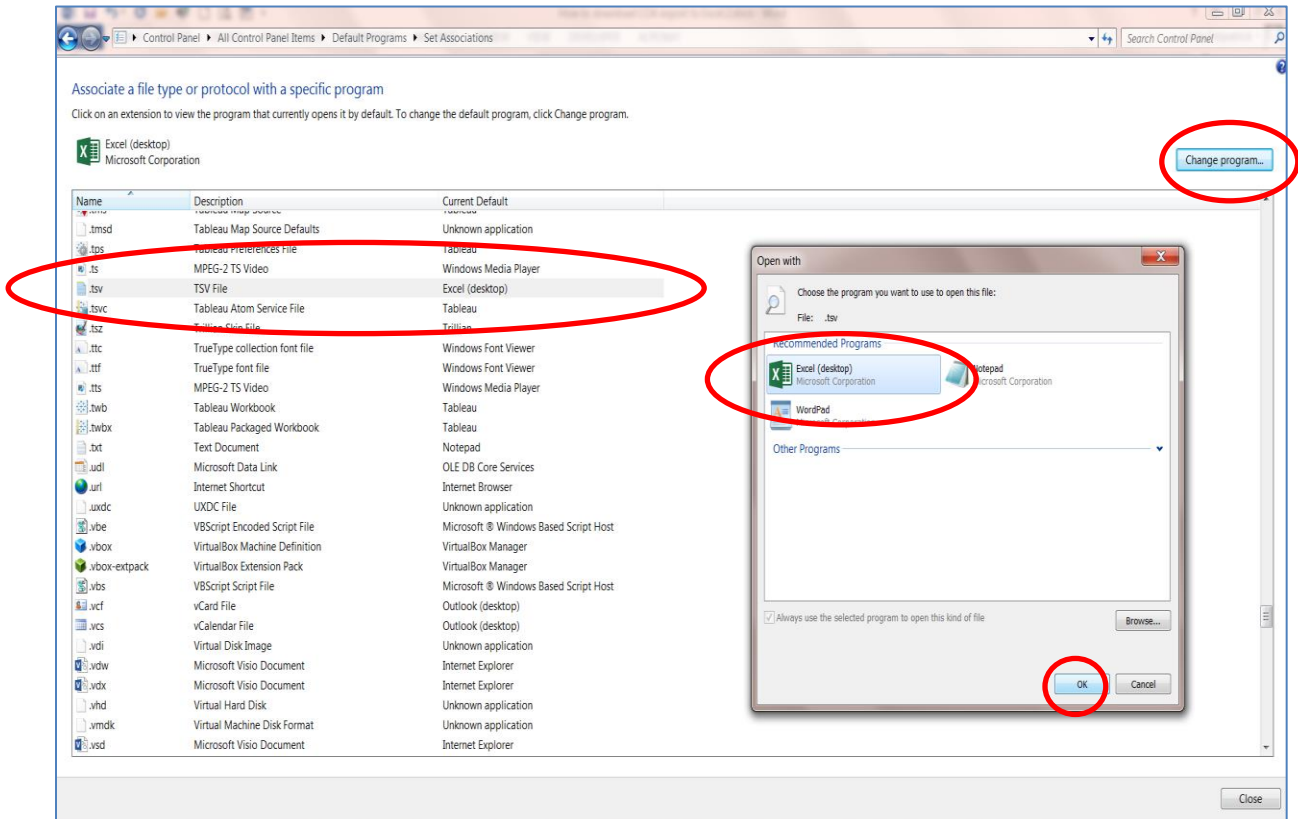 Control Panel ▸ All Control Panel Items ▸ Default Programs ▸ Set Associations
Search Control Panel
Associate a file type or protocol with a specific program
Click on an extension to view the program that currently opens it by default. To change the default program, click Change program.
Excel (desktop)
Microsoft Corporation
Change program...
Name Description Current Default
.tmsd Tableau Map Source Defaults Unknown application
.tps Tableau Preferences File Tableau
.ts MPEG-2 TS Video Windows Media Player
.tsv TSV File Excel (desktop)
.tsvc Tableau Atom Service File Tableau
.tsz Trillian Skin File Trillian
.ttc TrueType collection font file Windows Font Viewer
.ttf TrueType font file Windows Font Viewer
.tts MPEG-2 TS Video Windows Media Player
.twb Tableau Workbook Tableau
.twbx Tableau Packaged Workbook Tableau
.txt Text Document Notepad
.udl Microsoft Data Link OLE DB Core Services
.url Internet Shortcut Internet Browser
.uxdc UXDC File Unknown application
.vbe VBScript Encoded Script File Microsoft ® Windows Based Script Host
.vbox VirtualBox Machine Definition VirtualBox Manager
.vbox-extpack VirtualBox Extension Pack VirtualBox Manager
.vbs VBScript Script File Microsoft ® Windows Based Script Host
.vcf vCard File Outlook (desktop)
.vcs vCalendar File Outlook (desktop)
.vdi Virtual Disk Image Unknown application
.vdw Microsoft Visio Document Internet Explorer
.vdx Microsoft Visio Document Internet Explorer
.vhd Virtual Hard Disk Unknown application
.vmdk Virtual Machine Disk Format Unknown application
.vsd Microsoft Visio Document Internet Explorer
Open with
Choose the program you want to use to open this file:
File: .tsv
Recommended Programs
Excel (desktop) Notepad
Microsoft Corporation Microsoft Corporation
WordPad
Microsoft Corporation
Other Programs
Always use the selected program to open this kind of file
Browse...
OK Cancel
Close